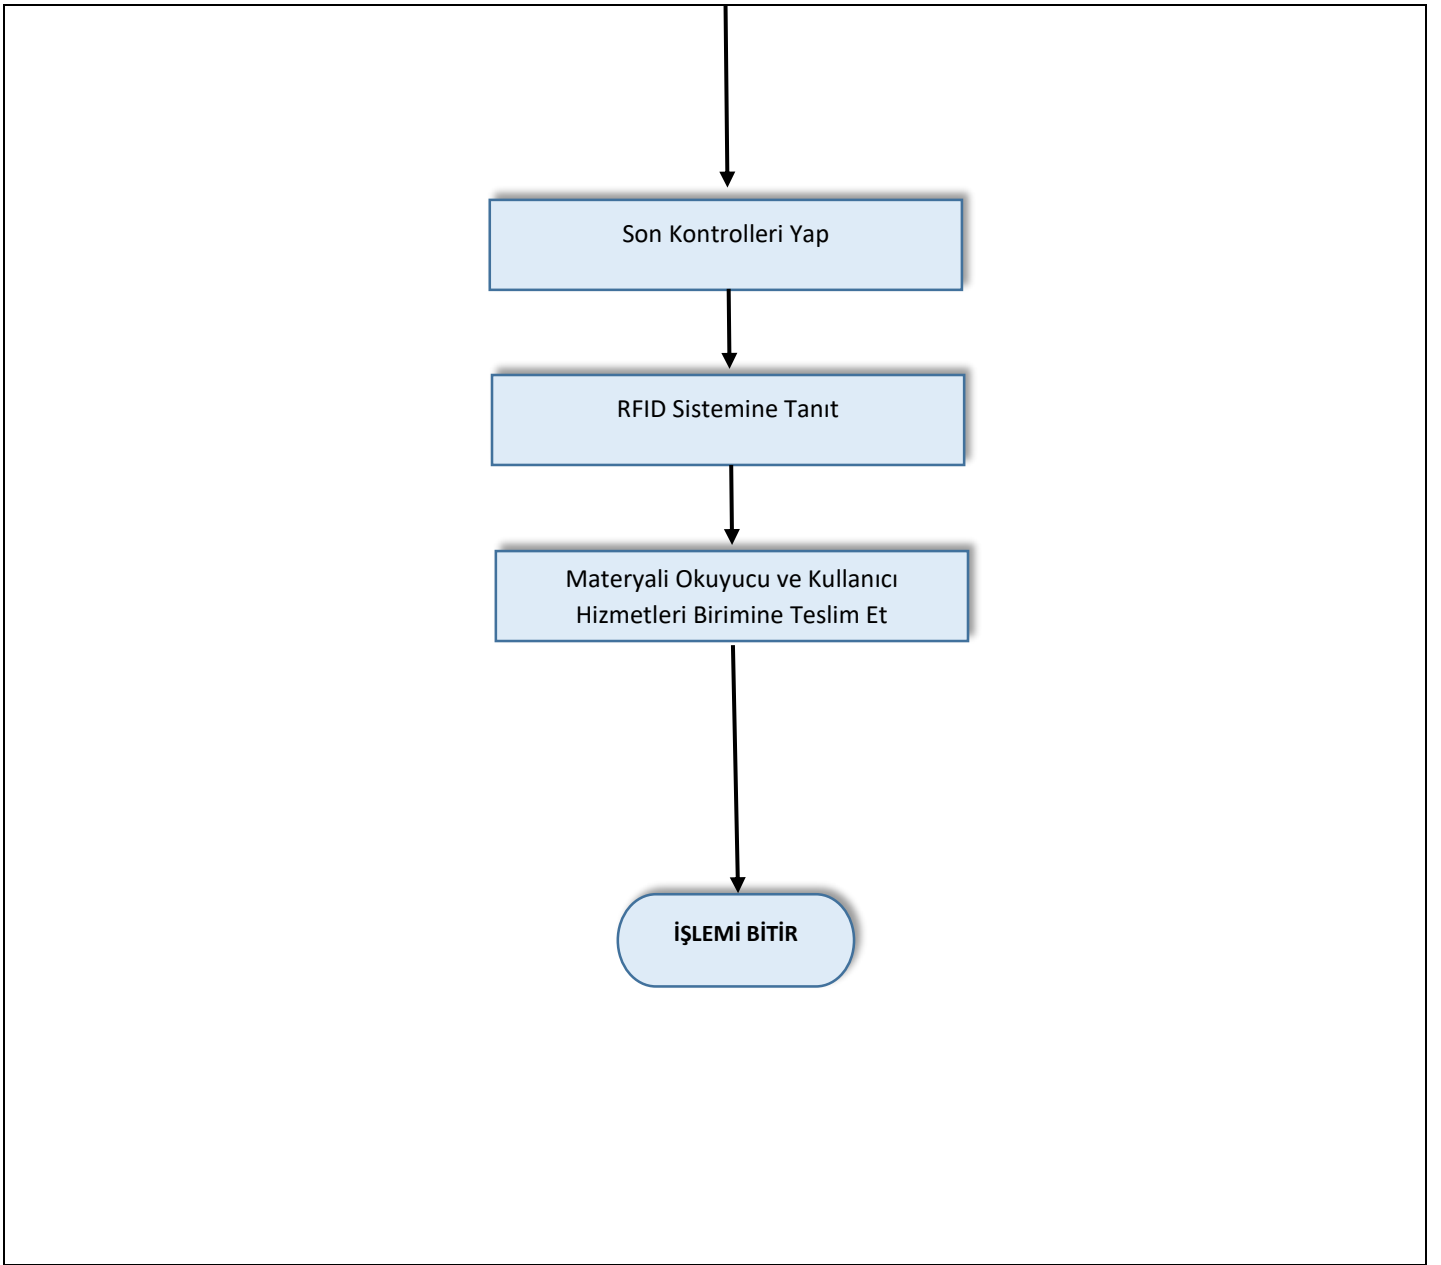 Son Kontrolleri Yap
RFID Sistemine Tanıt
Materyali Okuyucu ve Kullanıcı
Hizmetleri Birimine Teslim Et
İŞLEMİ BİTİR